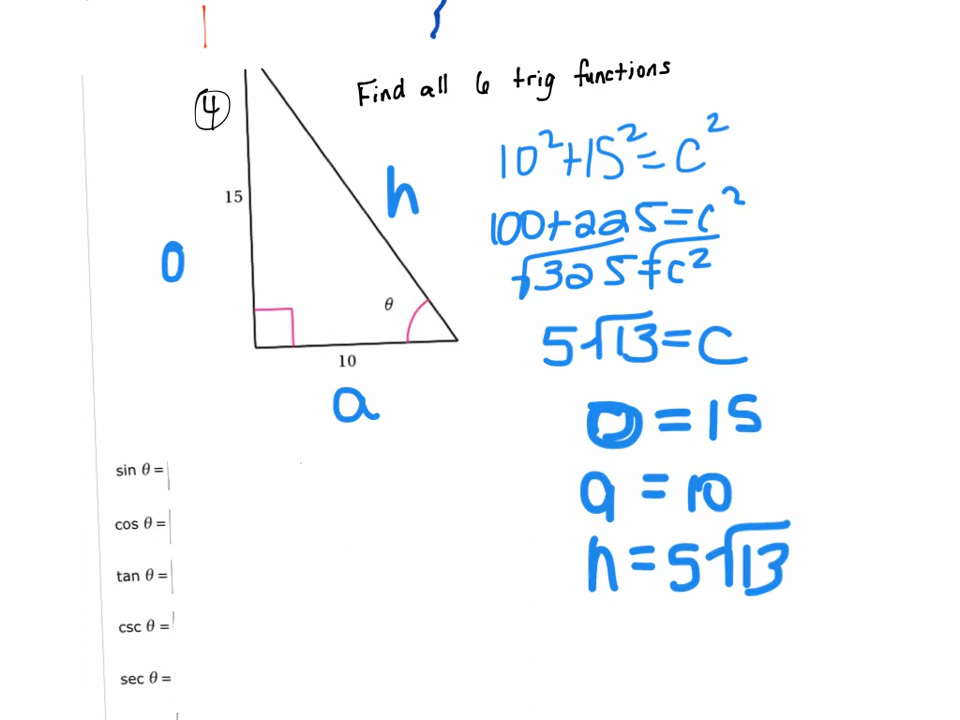 4
Find all 6 trig functions
10²+15²=c²
15
h
100+225=c²
√325=√c²
o
θ
5√13=c
10
a
o=15
sin θ =
a=10
cos θ =
h=5√13
tan θ =
csc θ =
sec θ =